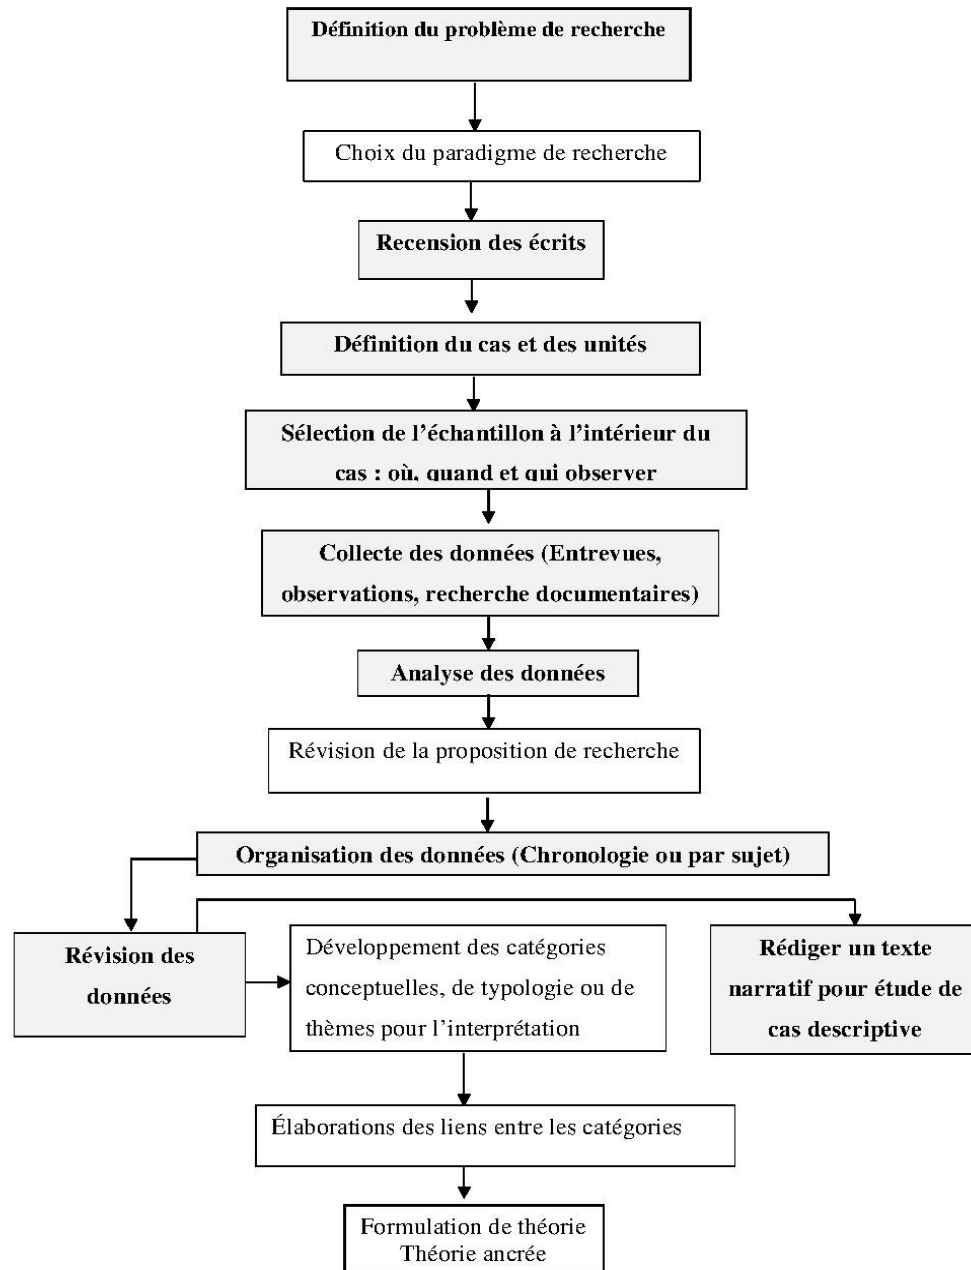 Définition du problème de recherche
Choix du paradigme de recherche
Recension des écrits
Définition du cas et des unités
Sélection de l'échantillon à l'intérieur du
cas : où, quand et qui observer
Collecte des données (Entrevues,
observations, recherche documentaires)
Analyse des données
Révision de la proposition de recherche
Organisation des données (Chronologie ou par sujet)
Révision des
données
Développement des catégories
conceptuelles, de typologie ou de
thèmes pour l'interprétation
Rédiger un texte
narratif pour étude de
cas descriptive
Élaborations des liens entre les catégories
Formulation de théorie
Théorie ancrée